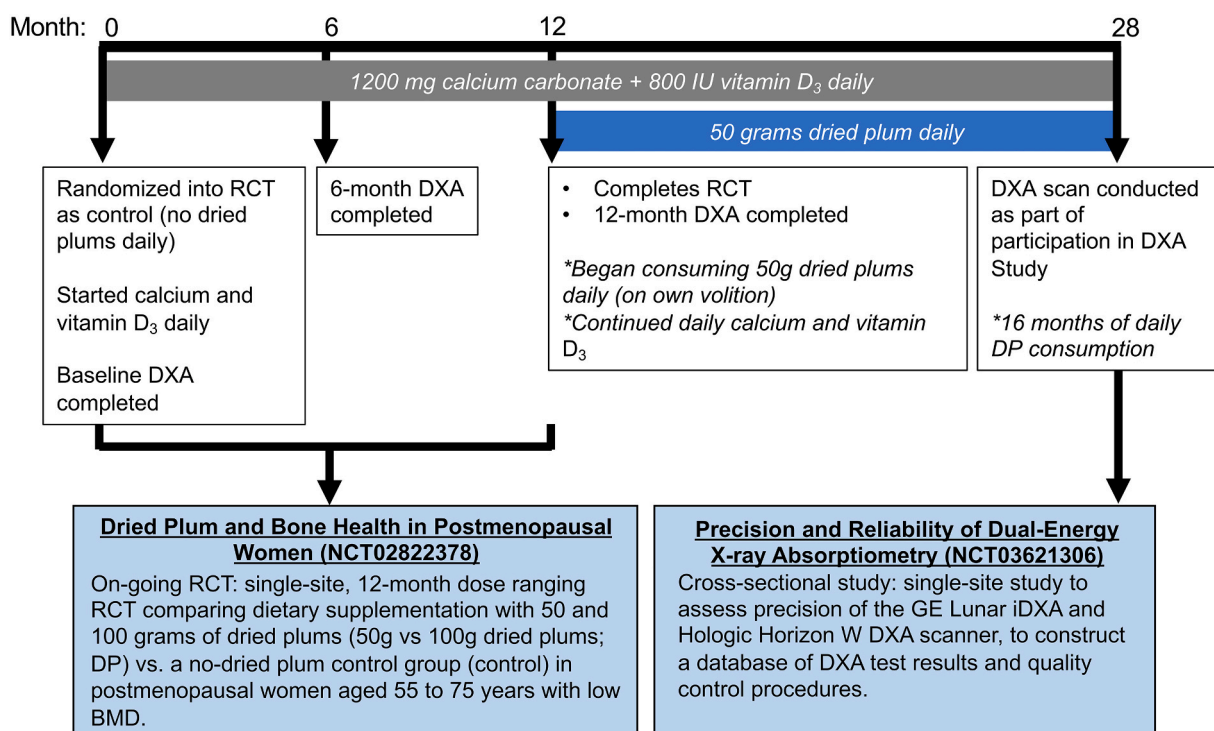 Month: 0 6 12 28
1200 mg calcium carbonate + 800 IU vitamin D₃ daily
50 grams dried plum daily
Randomized into RCT
as control (no dried
plums daily)
Started calcium and
vitamin D₃ daily
Baseline DXA
completed
6-month DXA
completed
• Completes RCT
• 12-month DXA completed
*Began consuming 50g dried plums
daily (on own volition)
*Continued daily calcium and vitamin
D₃
DXA scan conducted
as part of
participation in DXA
Study
*16 months of daily
DP consumption
Dried Plum and Bone Health in Postmenopausal
Women (NCT02822378)
On-going RCT: single-site, 12-month dose ranging
RCT comparing dietary supplementation with 50 and
100 grams of dried plums (50g vs 100g dried plums;
DP) vs. a no-dried plum control group (control) in
postmenopausal women aged 55 to 75 years with low
BMD.
Precision and Reliability of Dual-Energy
X-ray Absorptiometry (NCT03621306)
Cross-sectional study: single-site study to
assess precision of the GE Lunar iDXA and
Hologic Horizon W DXA scanner, to construct
a database of DXA test results and quality
control procedures.